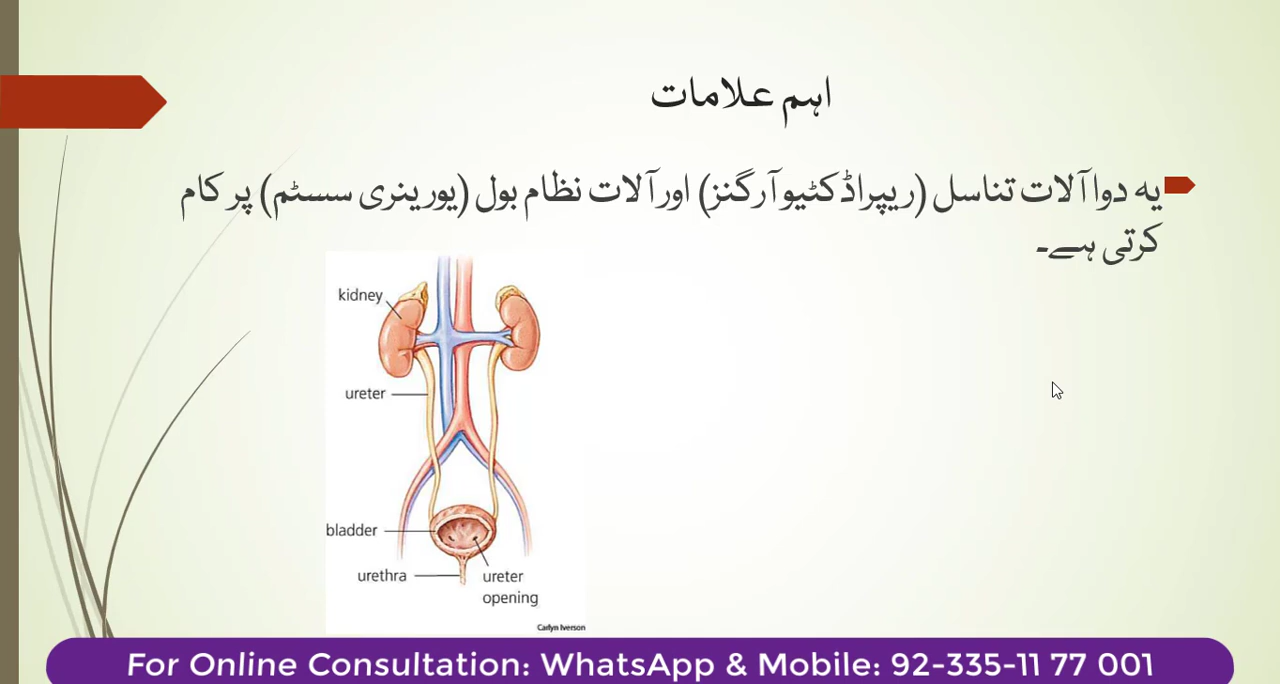 اہم علامات
یہ دوا آلات تناسل (ریپراڈکٹیو آرگنز) اور آلات نظام بول (یورینری سسٹم) پر کام
کرتی ہے۔
kidney
ureter
bladder
urethra
ureter
opening
Carlyn Iverson
For Online Consultation: WhatsApp & Mobile: 92-335-11 77 001